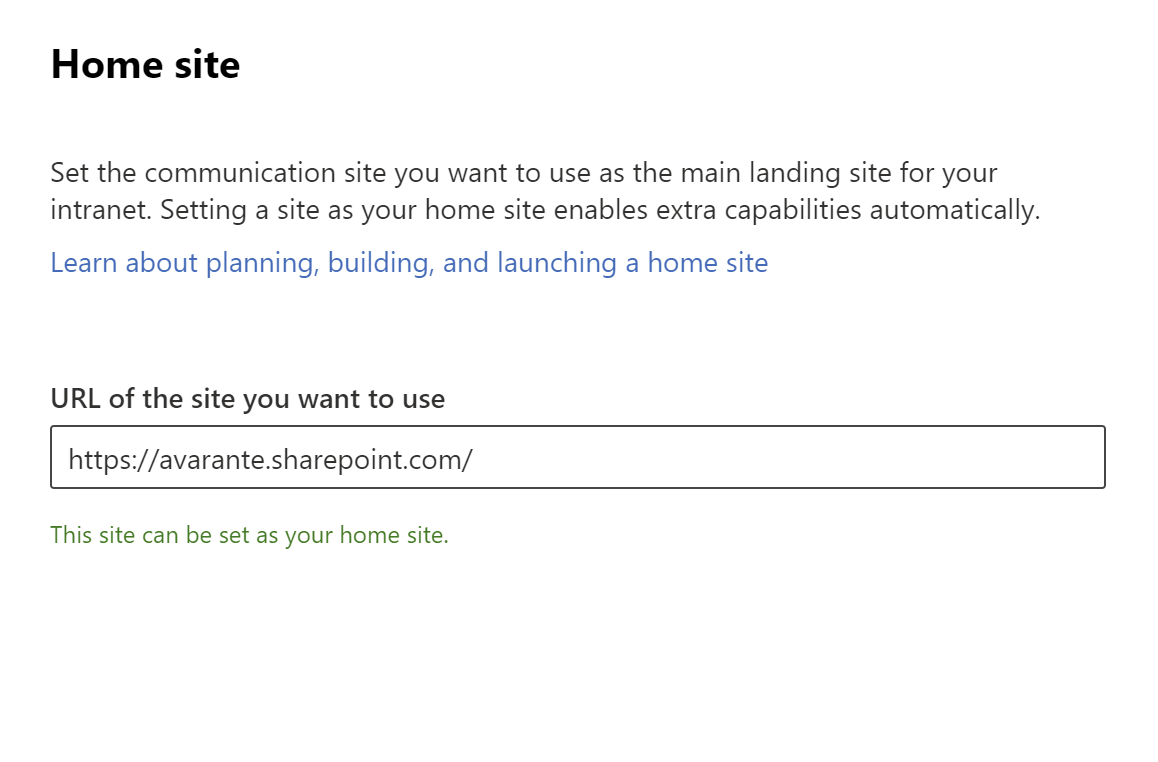 Home site
Set the communication site you want to use as the main landing site for your
intranet. Setting a site as your home site enables extra capabilities automatically.
Learn about planning, building, and launching a home site
URL of the site you want to use
https://avarante.sharepoint.com/
This site can be set as your home site.